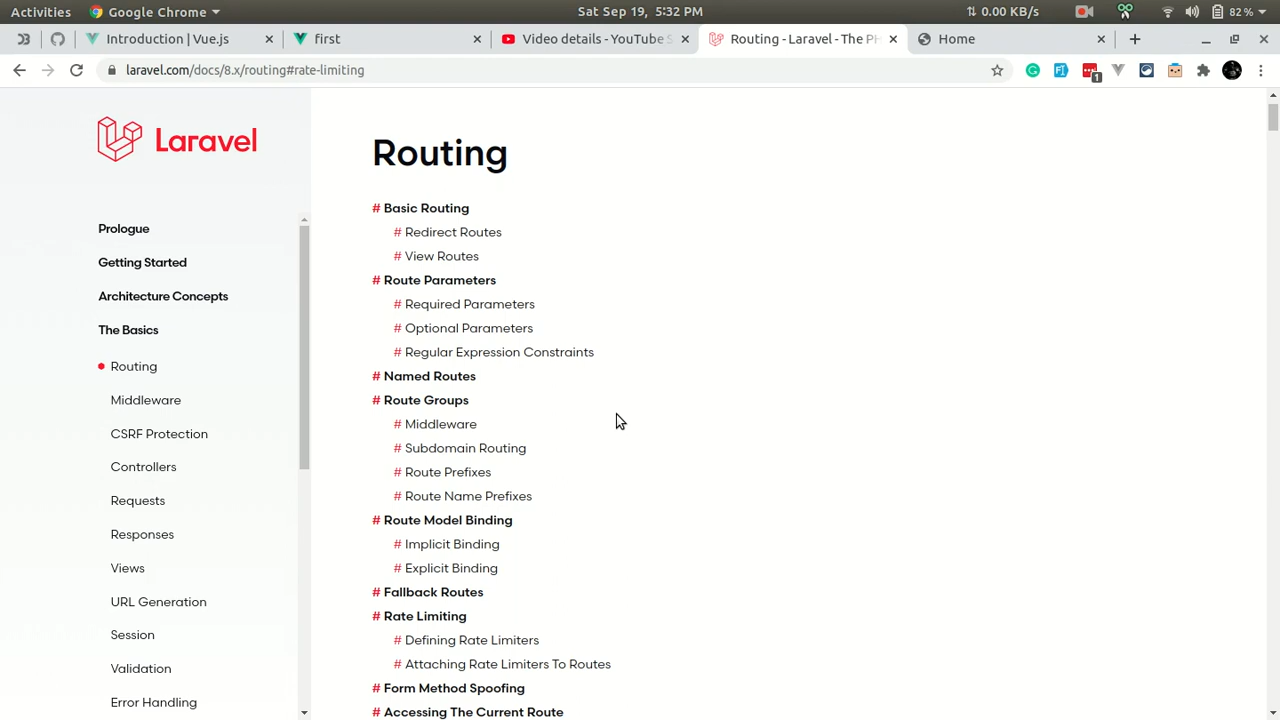 Activities Google Chrome Sat Sep 19, 5:32 PM 0.00 KB/s 82%
Introduction | Vue.js first Video details - YouTube S Routing - Laravel - The PH Home
laravel.com/docs/8.x/routing#rate-limiting 1
Laravel
Prologue
Getting Started
Architecture Concepts
The Basics
Routing
Middleware
CSRF Protection
Controllers
Requests
Responses
Views
URL Generation
Session
Validation
Error Handling
Routing
# Basic Routing
# Redirect Routes
# View Routes
# Route Parameters
# Required Parameters
# Optional Parameters
# Regular Expression Constraints
# Named Routes
# Route Groups
# Middleware
# Subdomain Routing
# Route Prefixes
# Route Name Prefixes
# Route Model Binding
# Implicit Binding
# Explicit Binding
# Fallback Routes
# Rate Limiting
# Defining Rate Limiters
# Attaching Rate Limiters To Routes
# Form Method Spoofing
# Accessing The Current Route